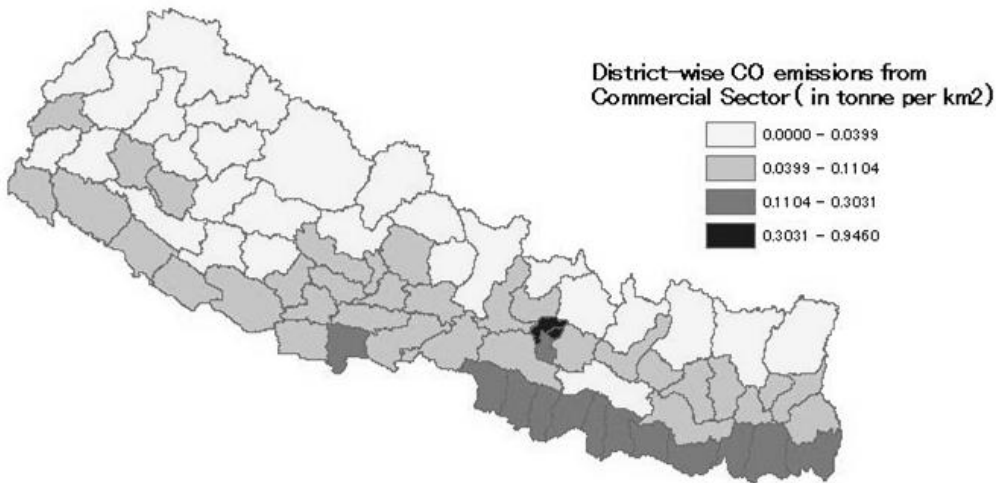 District-wise CO emissions from
Commercial Sector ( in tonne per km2)
0.0000 - 0.0399
0.0399 - 0.1104
0.1104 - 0.3031
0.3031 - 0.9460